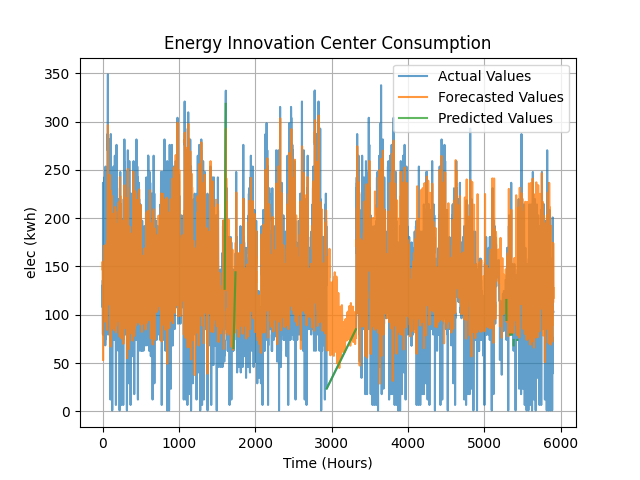 Energy Innovation Center Consumption
Actual Values
Forecasted Values
Predicted Values
elec (kwh)
350
300
250
200
150
100
50
0
0 1000 2000 3000 4000 5000 6000
Time (Hours)